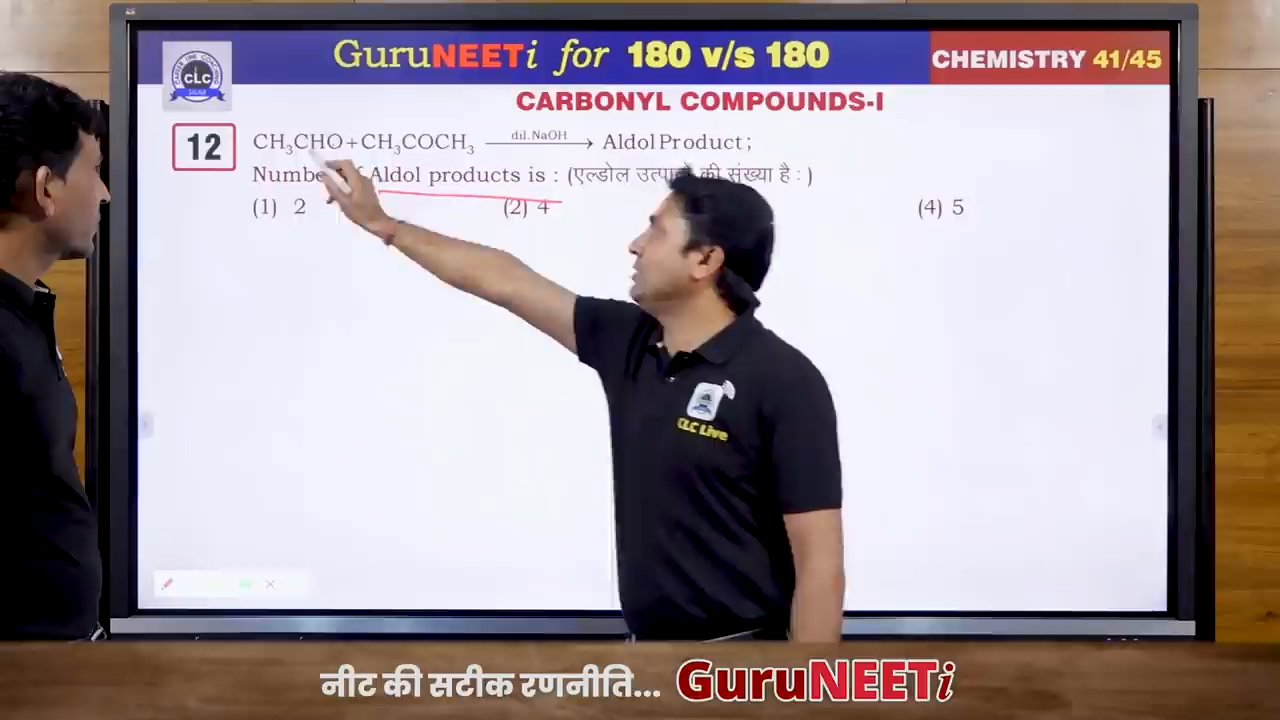 GuruNEETi for 180 v/s 180
CHEMISTRY 41/45
CLC
CARBONYL COMPOUNDS-I
12
CH₃CHO + CH₃COCH₃ dil. NaOH → Aldol Product ;
Aldol products is : (एल्डोल की संख्या है : )
(1) 2
(2) 4
(4) 5
CLC Live
नीट की सटीक रणनीति... GuruNEETi